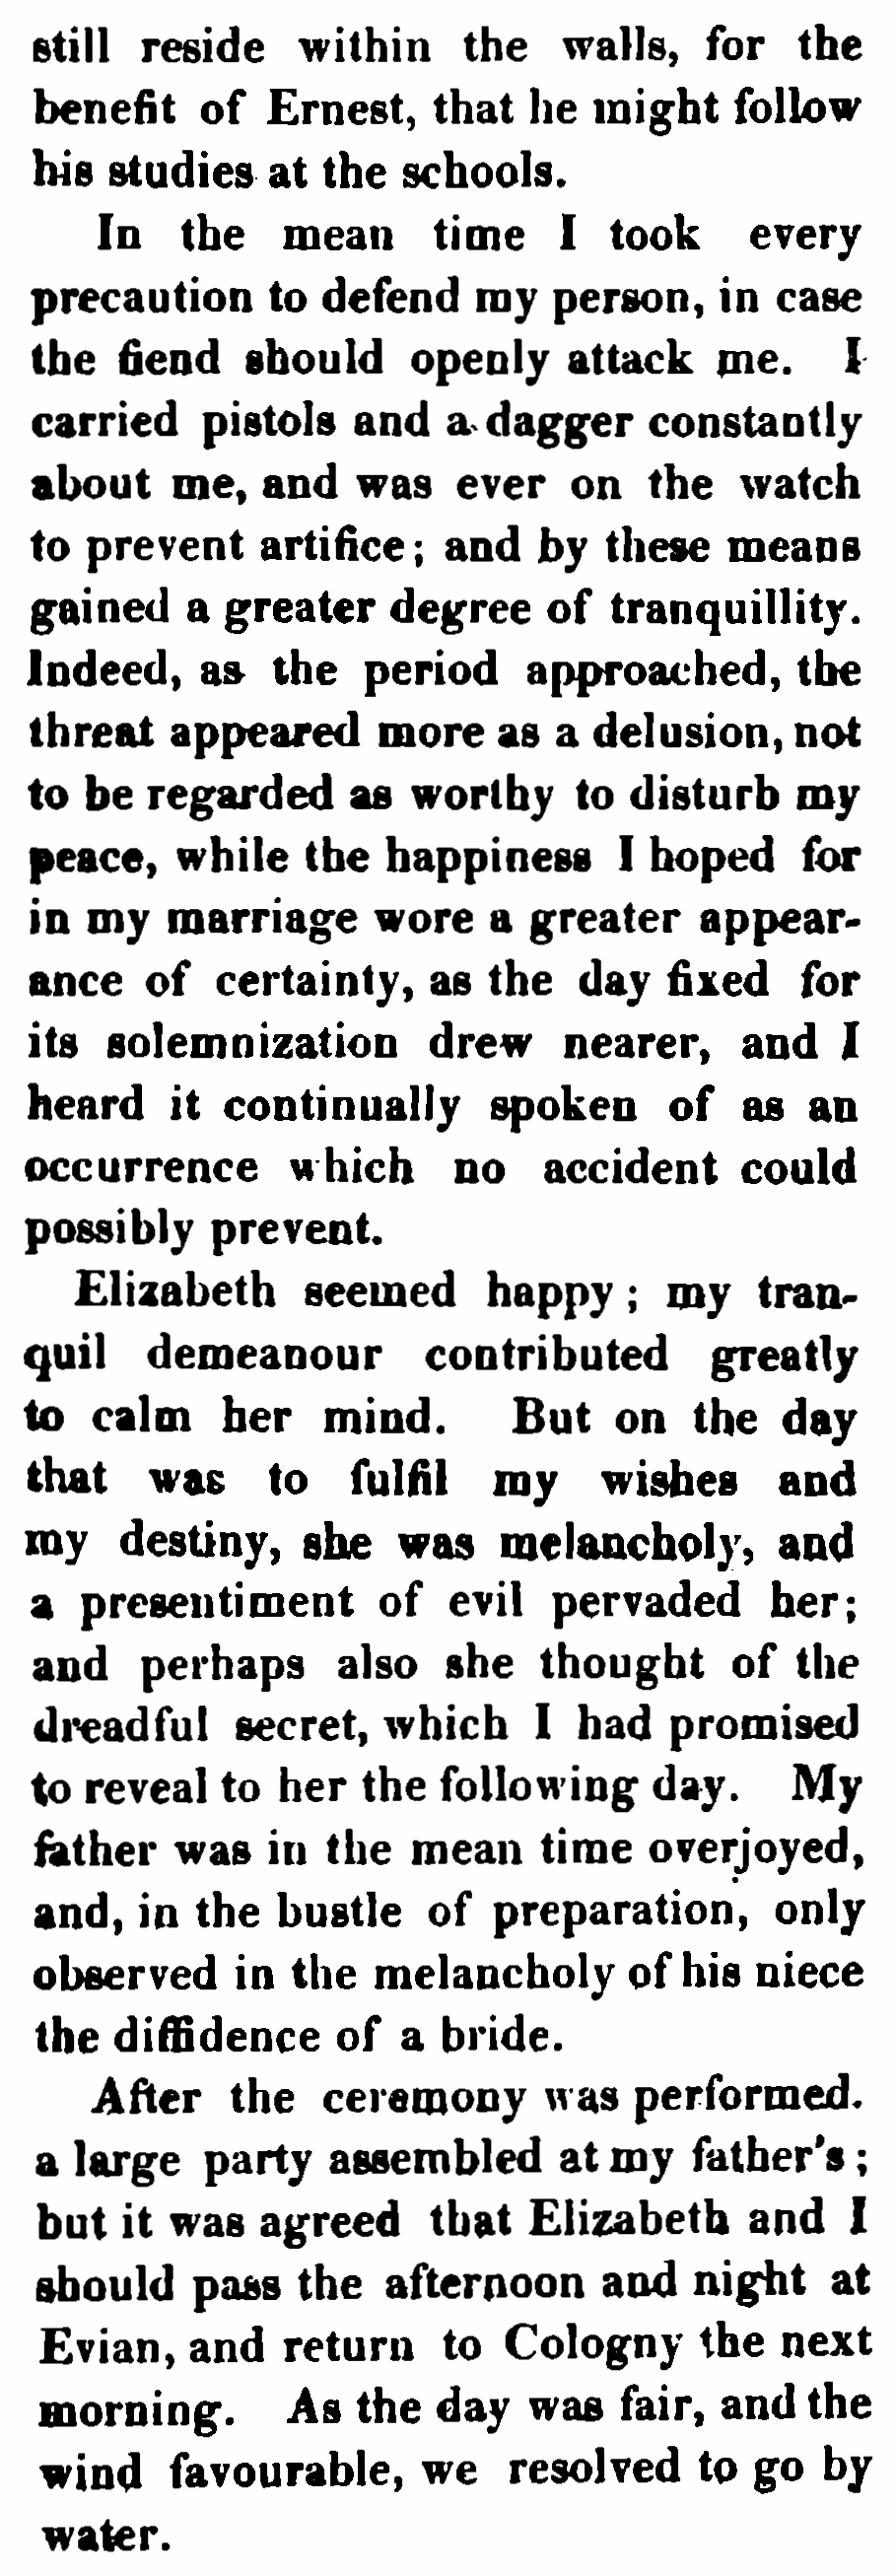 still reside within the walls, for the
benefit of Ernest, that he might follow
his studies at the schools.
In the mean time I took every
precaution to defend my person, in case
the fiend should openly attack me. I
carried pistols and a dagger constantly
about me, and was ever on the watch
to prevent artifice; and by these means
gained a greater degree of tranquillity.
Indeed, as the period approached, the
threat appeared more as a delusion, not
to be regarded as worthy to disturb my
peace, while the happiness I hoped for
in my marriage wore a greater appear-
ance of certainty, as the day fixed for
its solemnization drew nearer, and I
heard it continually spoken of as an
occurrence which no accident could
possibly prevent.
Elizabeth seemed happy; my tran-
quil demeanour contributed greatly
to calm her mind. But on the day
that was to fulfil my wishes and
my destiny, she was melancholy, and
a presentiment of evil pervaded her;
and perhaps also she thought of the
dreadful secret, which I had promised
to reveal to her the following day. My
father was in the mean time overjoyed,
and, in the bustle of preparation, only
observed in the melancholy of his niece
the diffidence of a bride.
After the ceremony was performed.
a large party assembled at my father's;
but it was agreed that Elizabeth and I
should pass the afternoon and night at
Evian, and return to Cologny the next
morning. As the day was fair, and the
wind favourable, we resolved to go by
water.